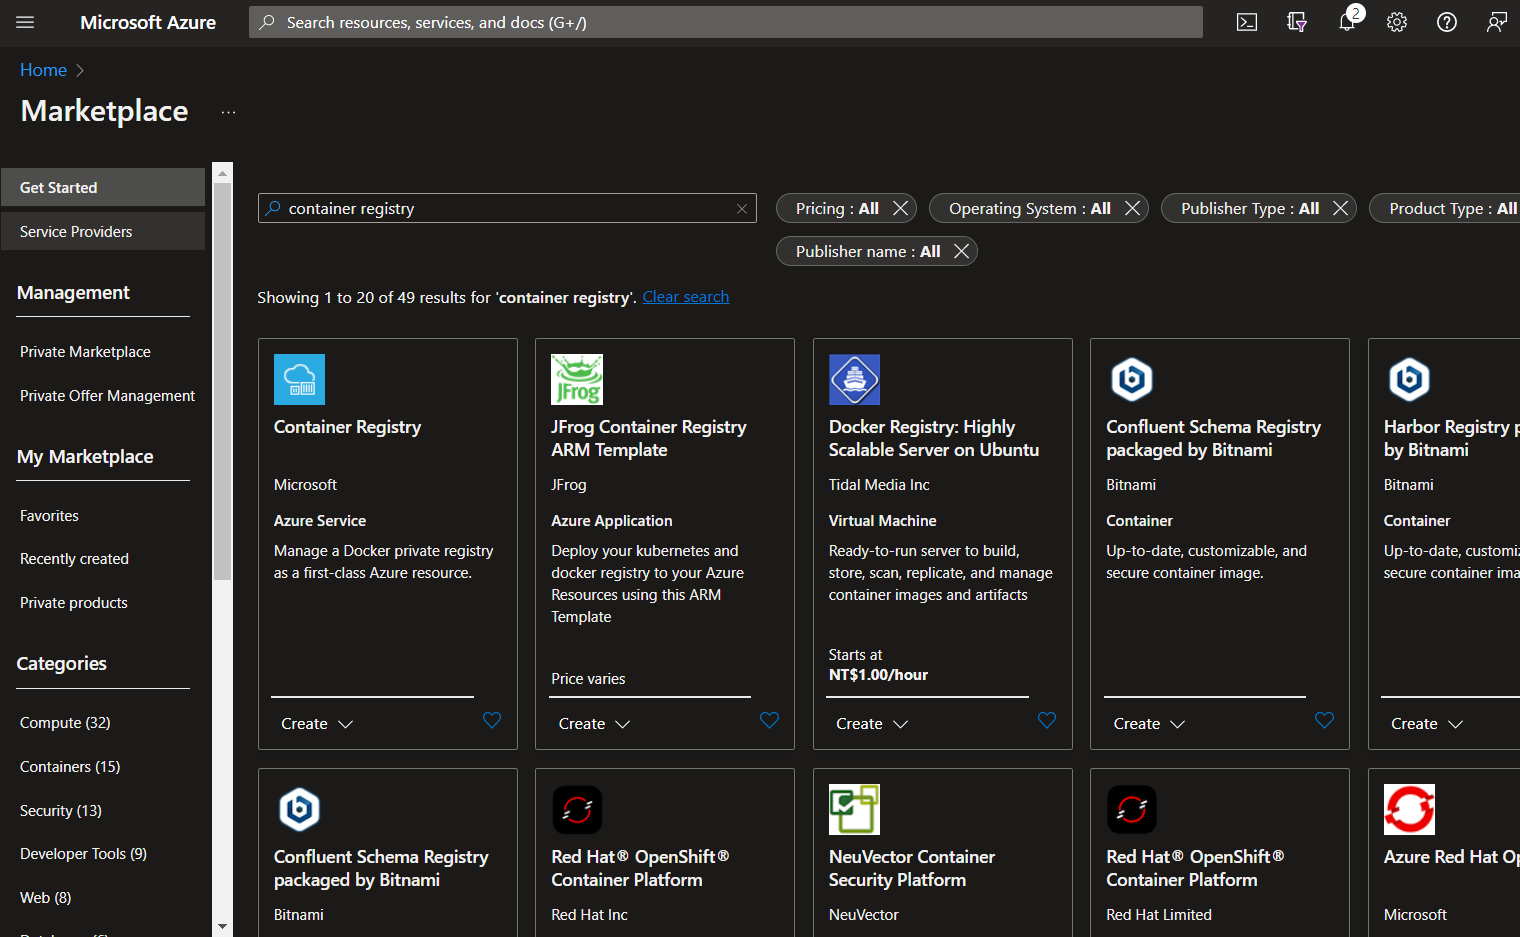 Microsoft Azure
Search resources, services, and docs (G+/)
2
Home
Marketplace
...
Get Started
Service Providers
Management
Private Marketplace
Private Offer Management
My Marketplace
Favorites
Recently created
Private products
Categories
Compute (32)
Containers (15)
Security (13)
Developer Tools (9)
Web (8)
container registry
Pricing : All
Operating System : All
Publisher Type : All
Product Type : All
Publisher name : All
Showing 1 to 20 of 49 results for 'container registry'. Clear search
Container Registry
Microsoft
Azure Service
Manage a Docker private registry
as a first-class Azure resource.
Create
JFrog
JFrog Container Registry
ARM Template
JFrog
Azure Application
Deploy your kubernetes and
docker registry to your Azure
Resources using this ARM
Template
Price varies
Create
Docker Registry: Highly
Scalable Server on Ubuntu
Tidal Media Inc
Virtual Machine
Ready-to-run server to build,
store, scan, replicate, and manage
container images and artifacts
Starts at
NT$1.00/hour
Create
Confluent Schema Registry
packaged by Bitnami
Bitnami
Container
Up-to-date, customizable, and
secure container image.
Create
Harbor Registry
by Bitnami
Bitnami
Container
Up-to-date,
secure container
Create
Confluent Schema Registry
packaged by Bitnami
Bitnami
Red Hat® OpenShift®
Container Platform
Red Hat Inc
NeuVector Container
Security Platform
NeuVector
Red Hat® OpenShift®
Container Platform
Red Hat Limited
Azure Red Hat
Microsoft